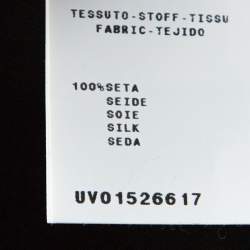 TESSUTO-STOFF-TISSU
FABRIC-TEJIDO
100%SETA
SEIDE
SOIE
SILK
SEDA
UV01526617